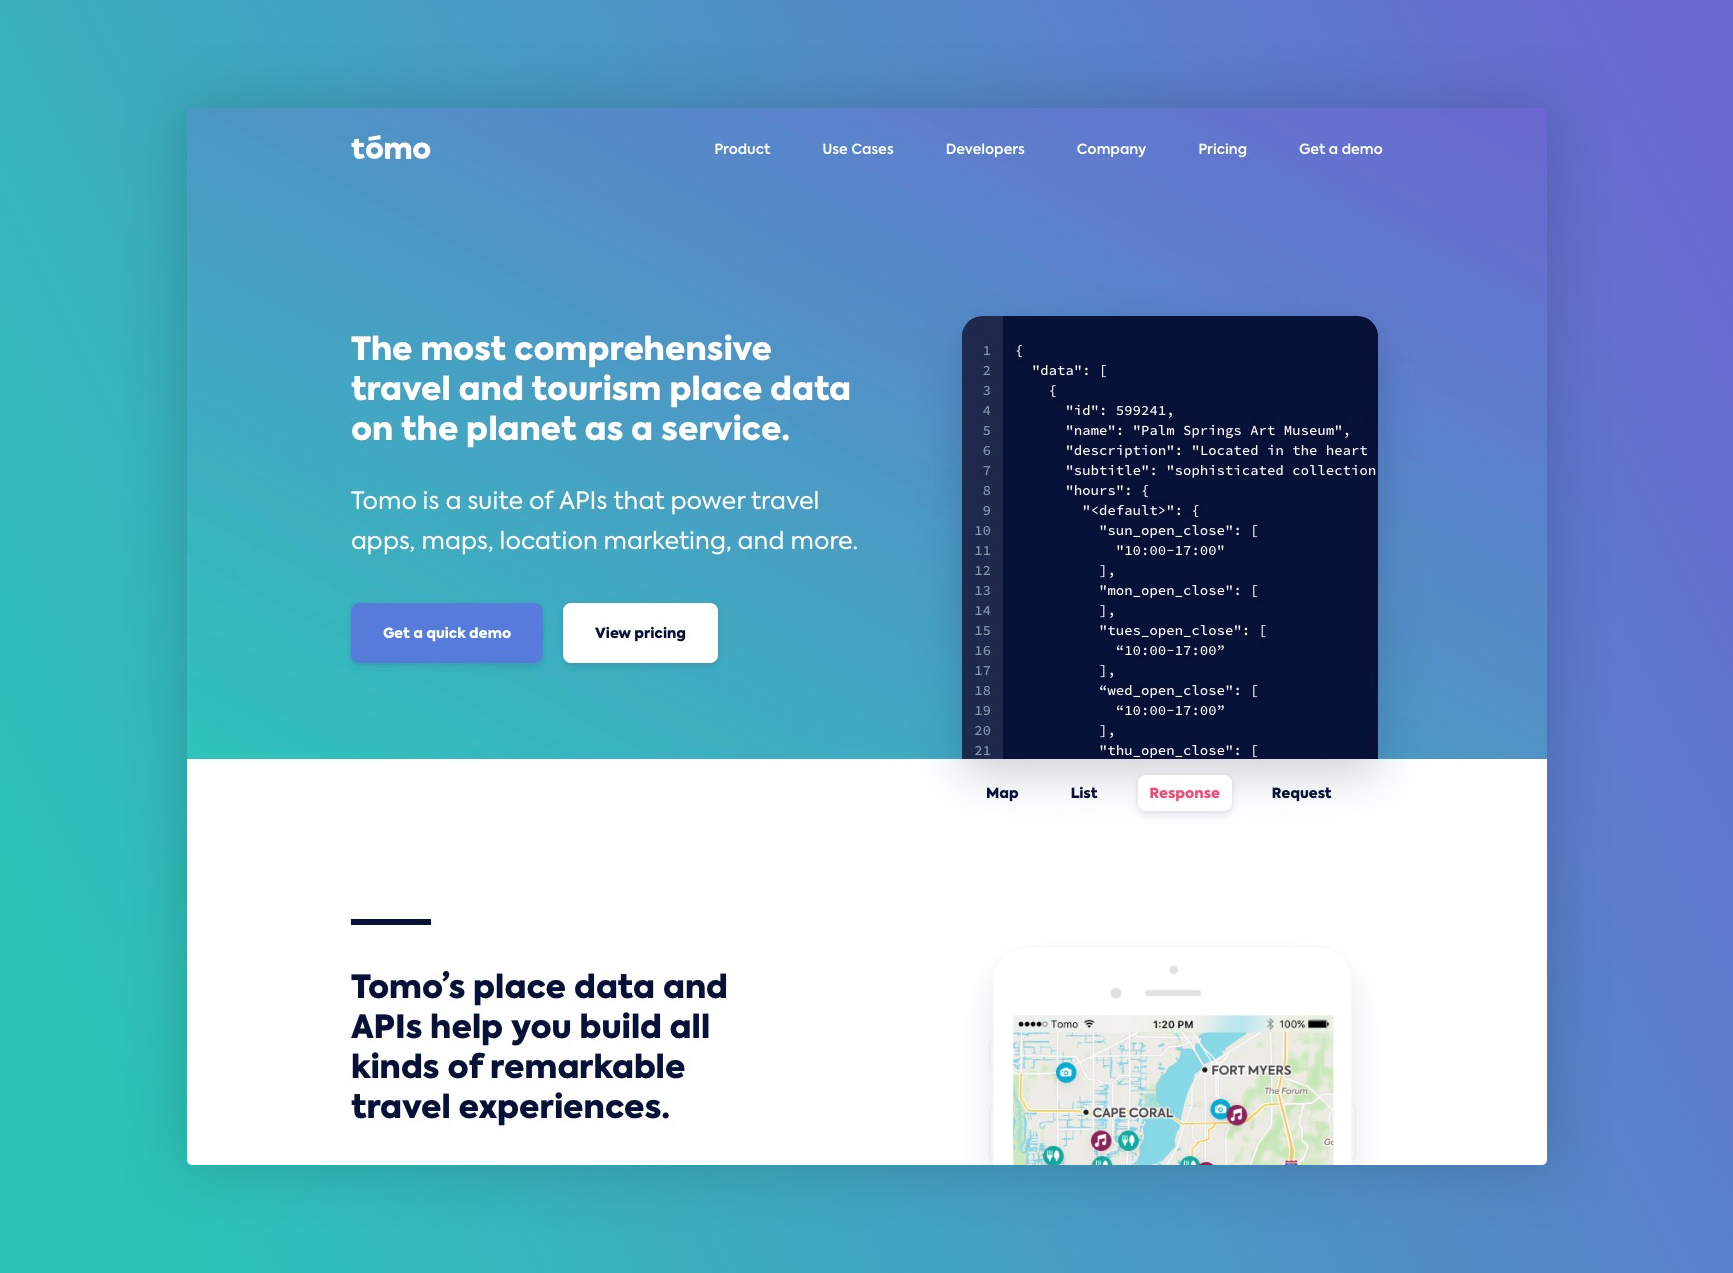 tómo
Product
Use Cases
Developers
Company
Pricing
Get a demo
The most comprehensive
travel and tourism place data
on the planet as a service.
Tomo is a suite of APIs that power travel
apps, maps, location marketing, and more.
Get a quick demo
View pricing
1 {
2 "data": [
3 {
4 "id": 599241,
5 "name": "Palm Springs Art Museum",
6 "description": "Located in the heart
7 "subtitle": "sophisticated collection
8 "hours": {
9 "<default>": {
10 "sun_open_close": [
11 "10:00-17:00"
12 ],
13 "mon_open_close": [
14 ],
15 "tues_open_close": [
16 “10:00-17:00”
17 ],
18 “wed_open_close": [
19 “10:00-17:00”
20 ],
21 "thu_open_close": [
Map
List
Response
Request
Tomo’s place data and
APIs help you build all
kinds of remarkable
travel experiences.
Tomo
1:20 PM
100%
FORT MYERS
The Forum
CAPE CORAL